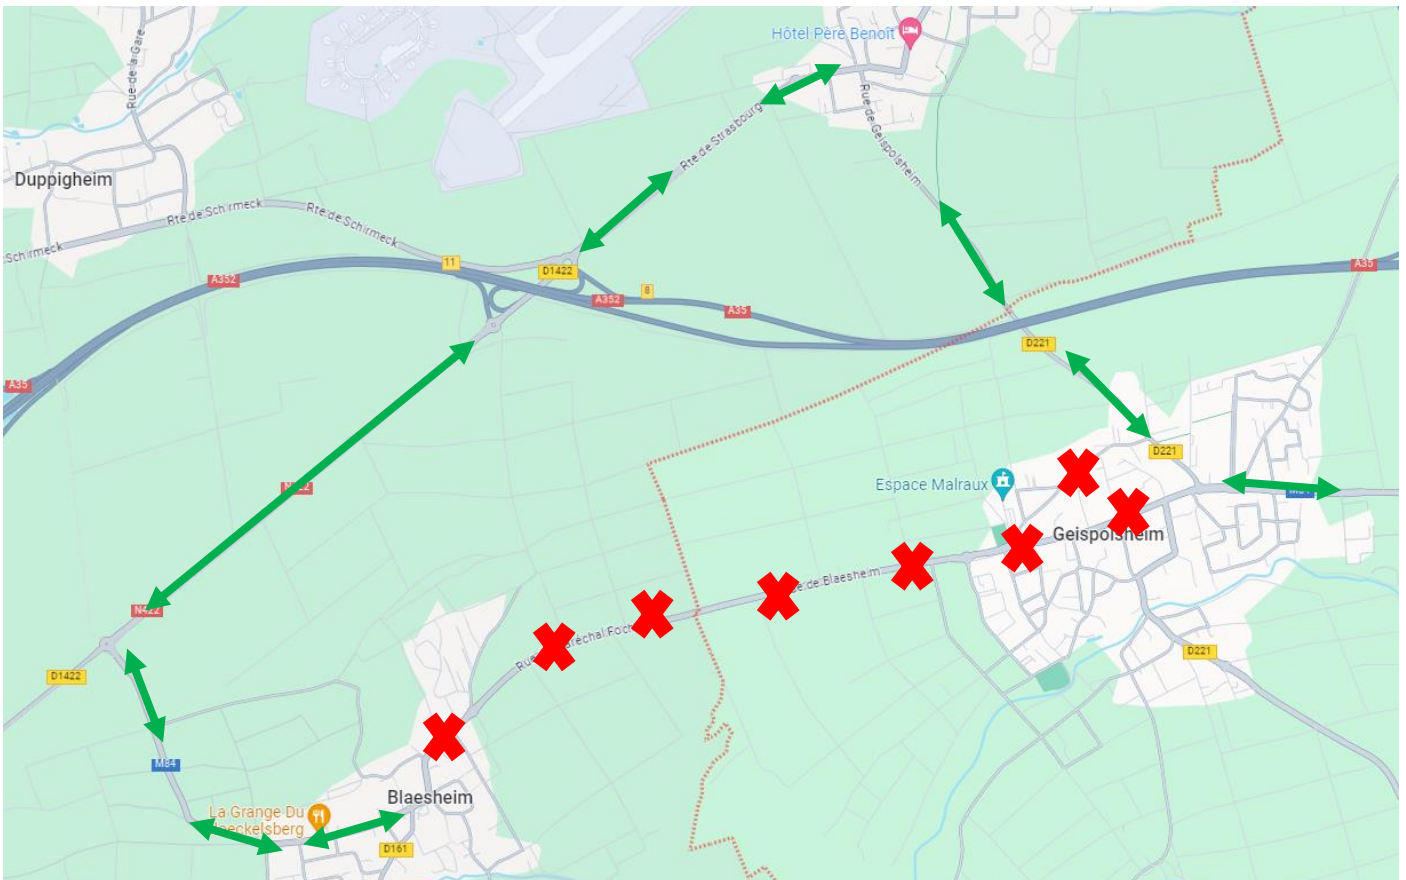 Rue de la Gare
Hôtel Père Benoît
Rue de Geispolsheim
Rte de Strasbourg
Duppigheim
Rte de Schirmeck
Rte de Schirmeck
Schirmeck
11
D1422
A352
8
A352
A35
A35
D221
A35
D221
Espace Malraux
Geispolsheim
de Blaesheim
N422
Foch
D221
D1422
M84
Blaesheim
La Grange Du
D161